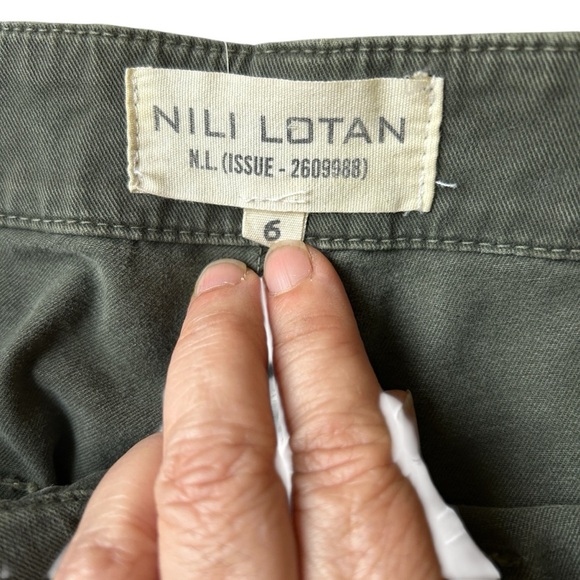 NILI LOTAN
N.L. (ISSUE - 2609988)
6